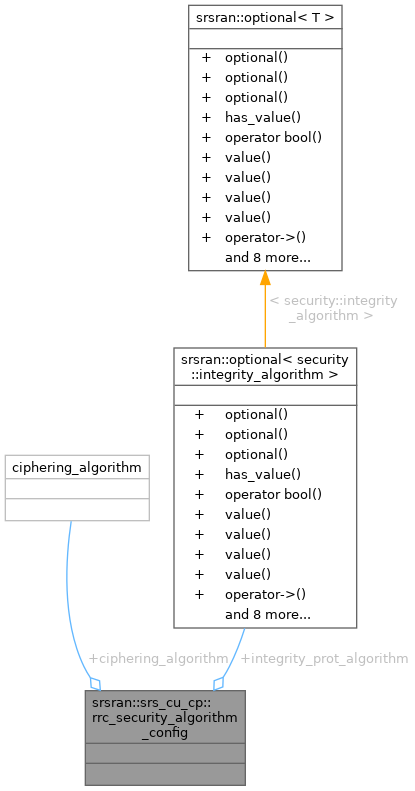 srsran::optional< T >
+ optional()
+ optional()
+ optional()
+ has_value()
+ operator bool()
+ value()
+ value()
+ value()
+ value()
+ operator->()
and 8 more...
< security::integrity
_algorithm >
srsran::optional< security
::integrity_algorithm >
+ optional()
+ optional()
+ optional()
+ has_value()
+ operator bool()
+ value()
+ value()
+ value()
+ value()
+ operator->()
and 8 more...
ciphering_algorithm
+ciphering_algorithm
+integrity_prot_algorithm
srsran::srs_cu_cp::
rrc_security_algorithm
_config